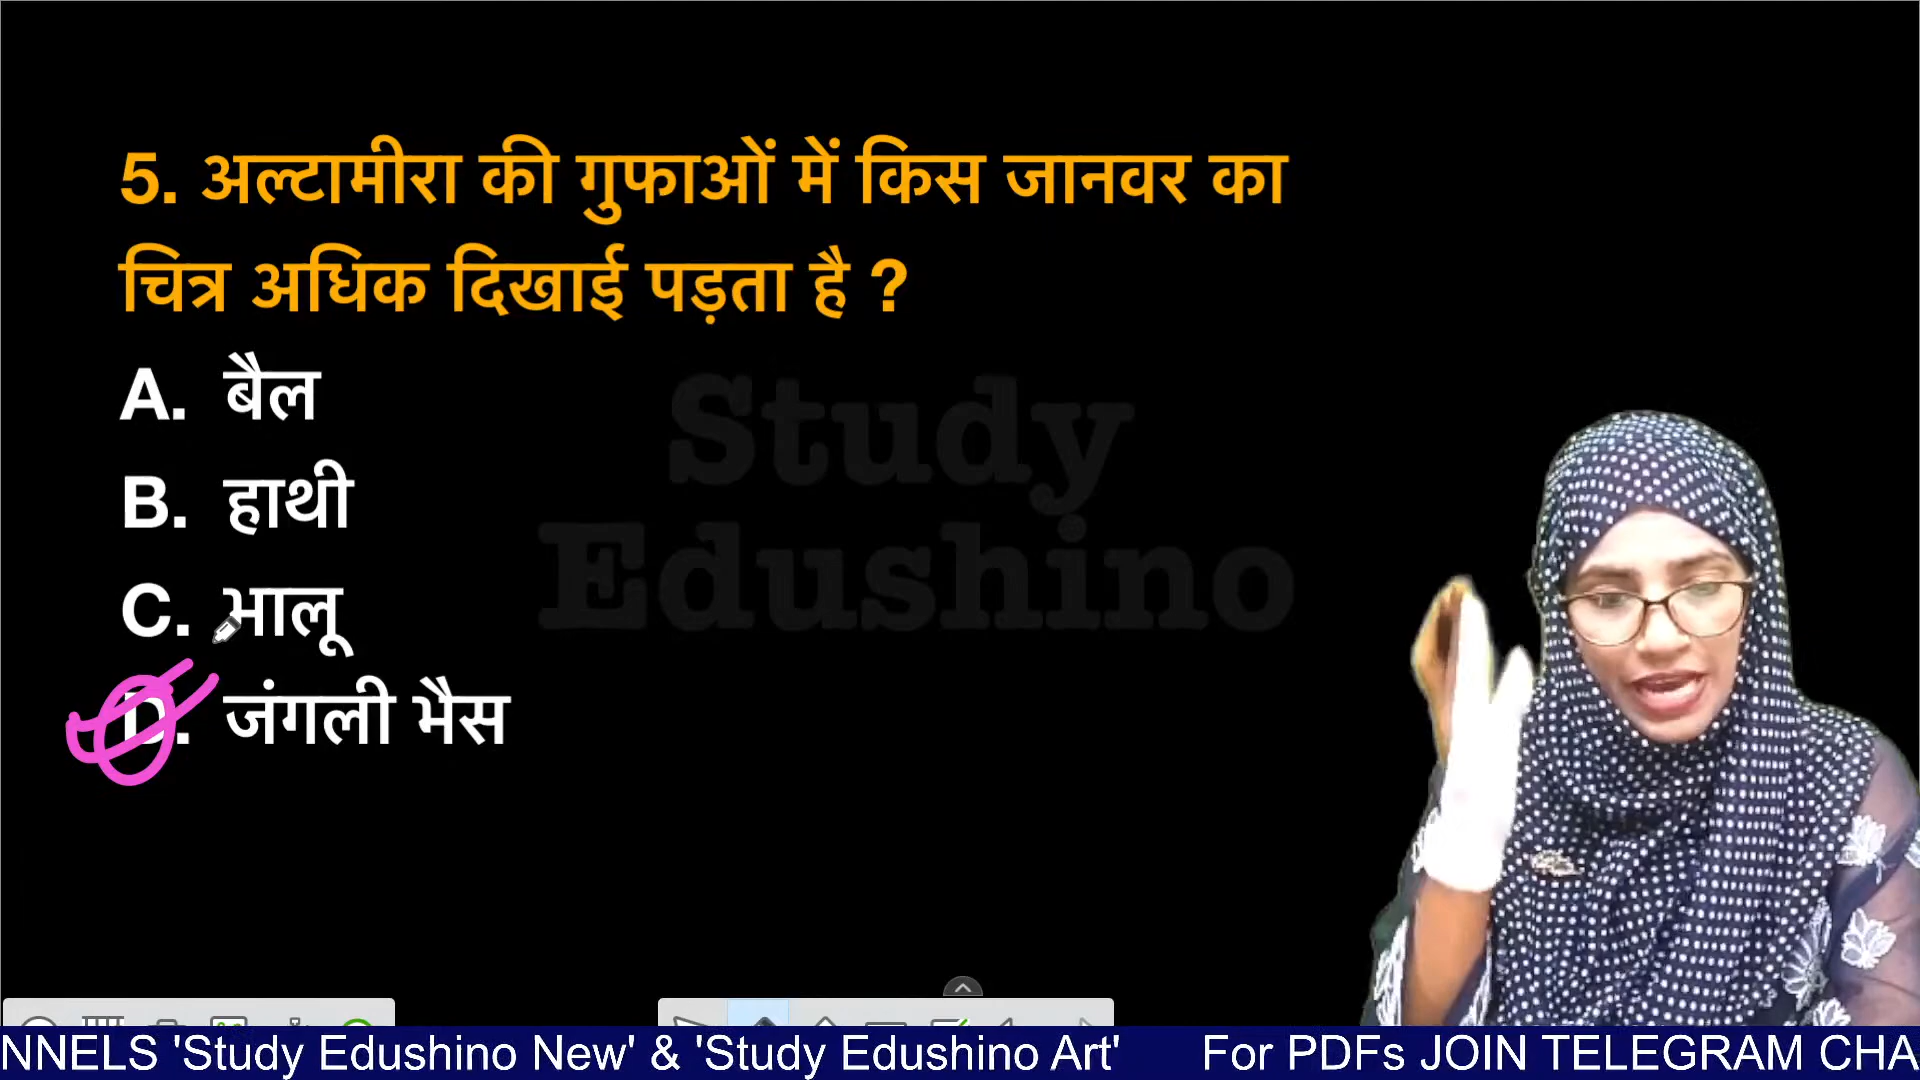 5. अल्टामीरा की गुफाओं में किस जानवर का
चित्र अधिक दिखाई पड़ता है ?
A. बैल
B. हाथी
C. भालू
D. जंगली भैस
Study
Edushino
NNELS 'Study Edushino New' & 'Study Edushino Art' For PDFs JOIN TELEGRAM CHA